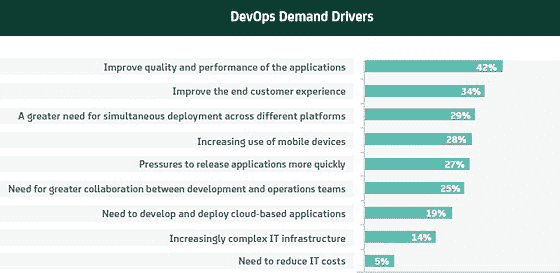 DevOps Demand Drivers
Improve quality and performance of the applications 42%
Improve the end customer experience 34%
A greater need for simultaneous deployment across different platforms 29%
Increasing use of mobile devices 28%
Pressures to release applications more quickly 27%
Need for greater collaboration between development and operations teams 25%
Need to develop and deploy cloud-based applications 19%
Increasingly complex IT infrastructure 14%
Need to reduce IT costs 5%